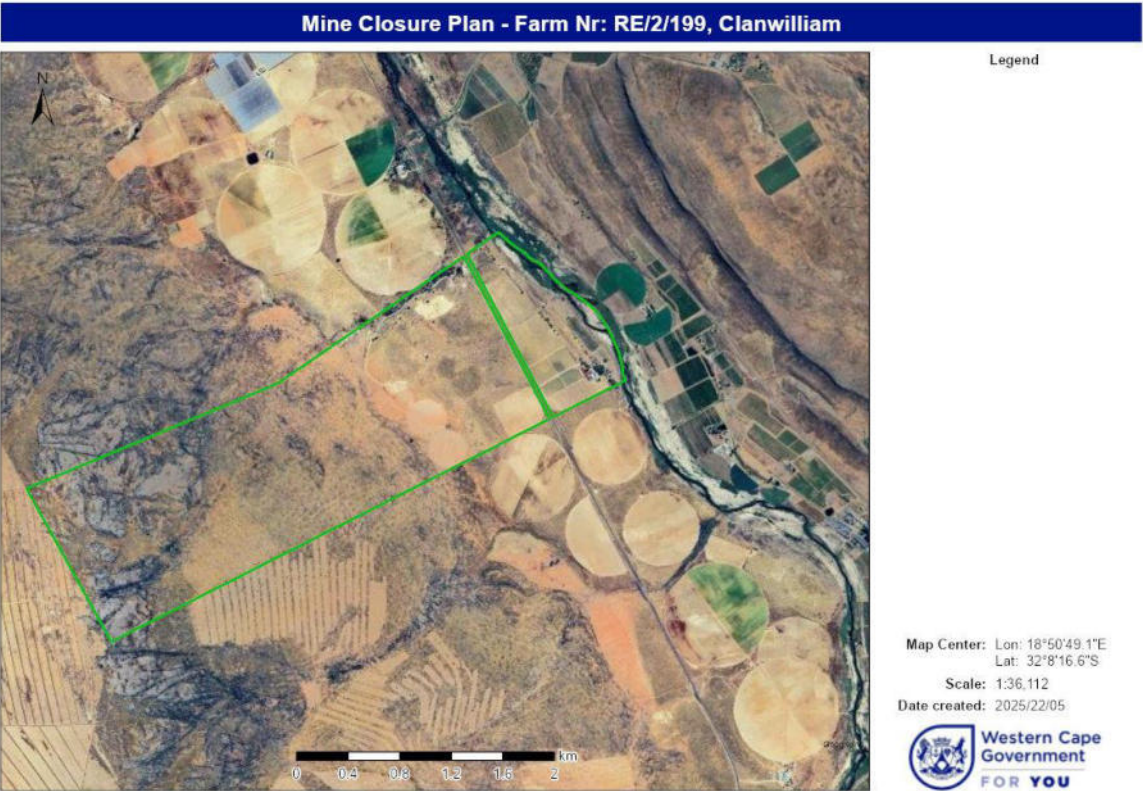 Mine Closure Plan - Farm Nr: RE/2/199, Clanwilliam
Legend
N
Map Center: Lon: 18°50'49.1"E
Lat: 32°8'16.6"S
Scale: 1:36,112
Date created: 2025/22/05
Western Cape
Government
FOR YOU
km
0 0.4 0.8 1.2 1.6 2